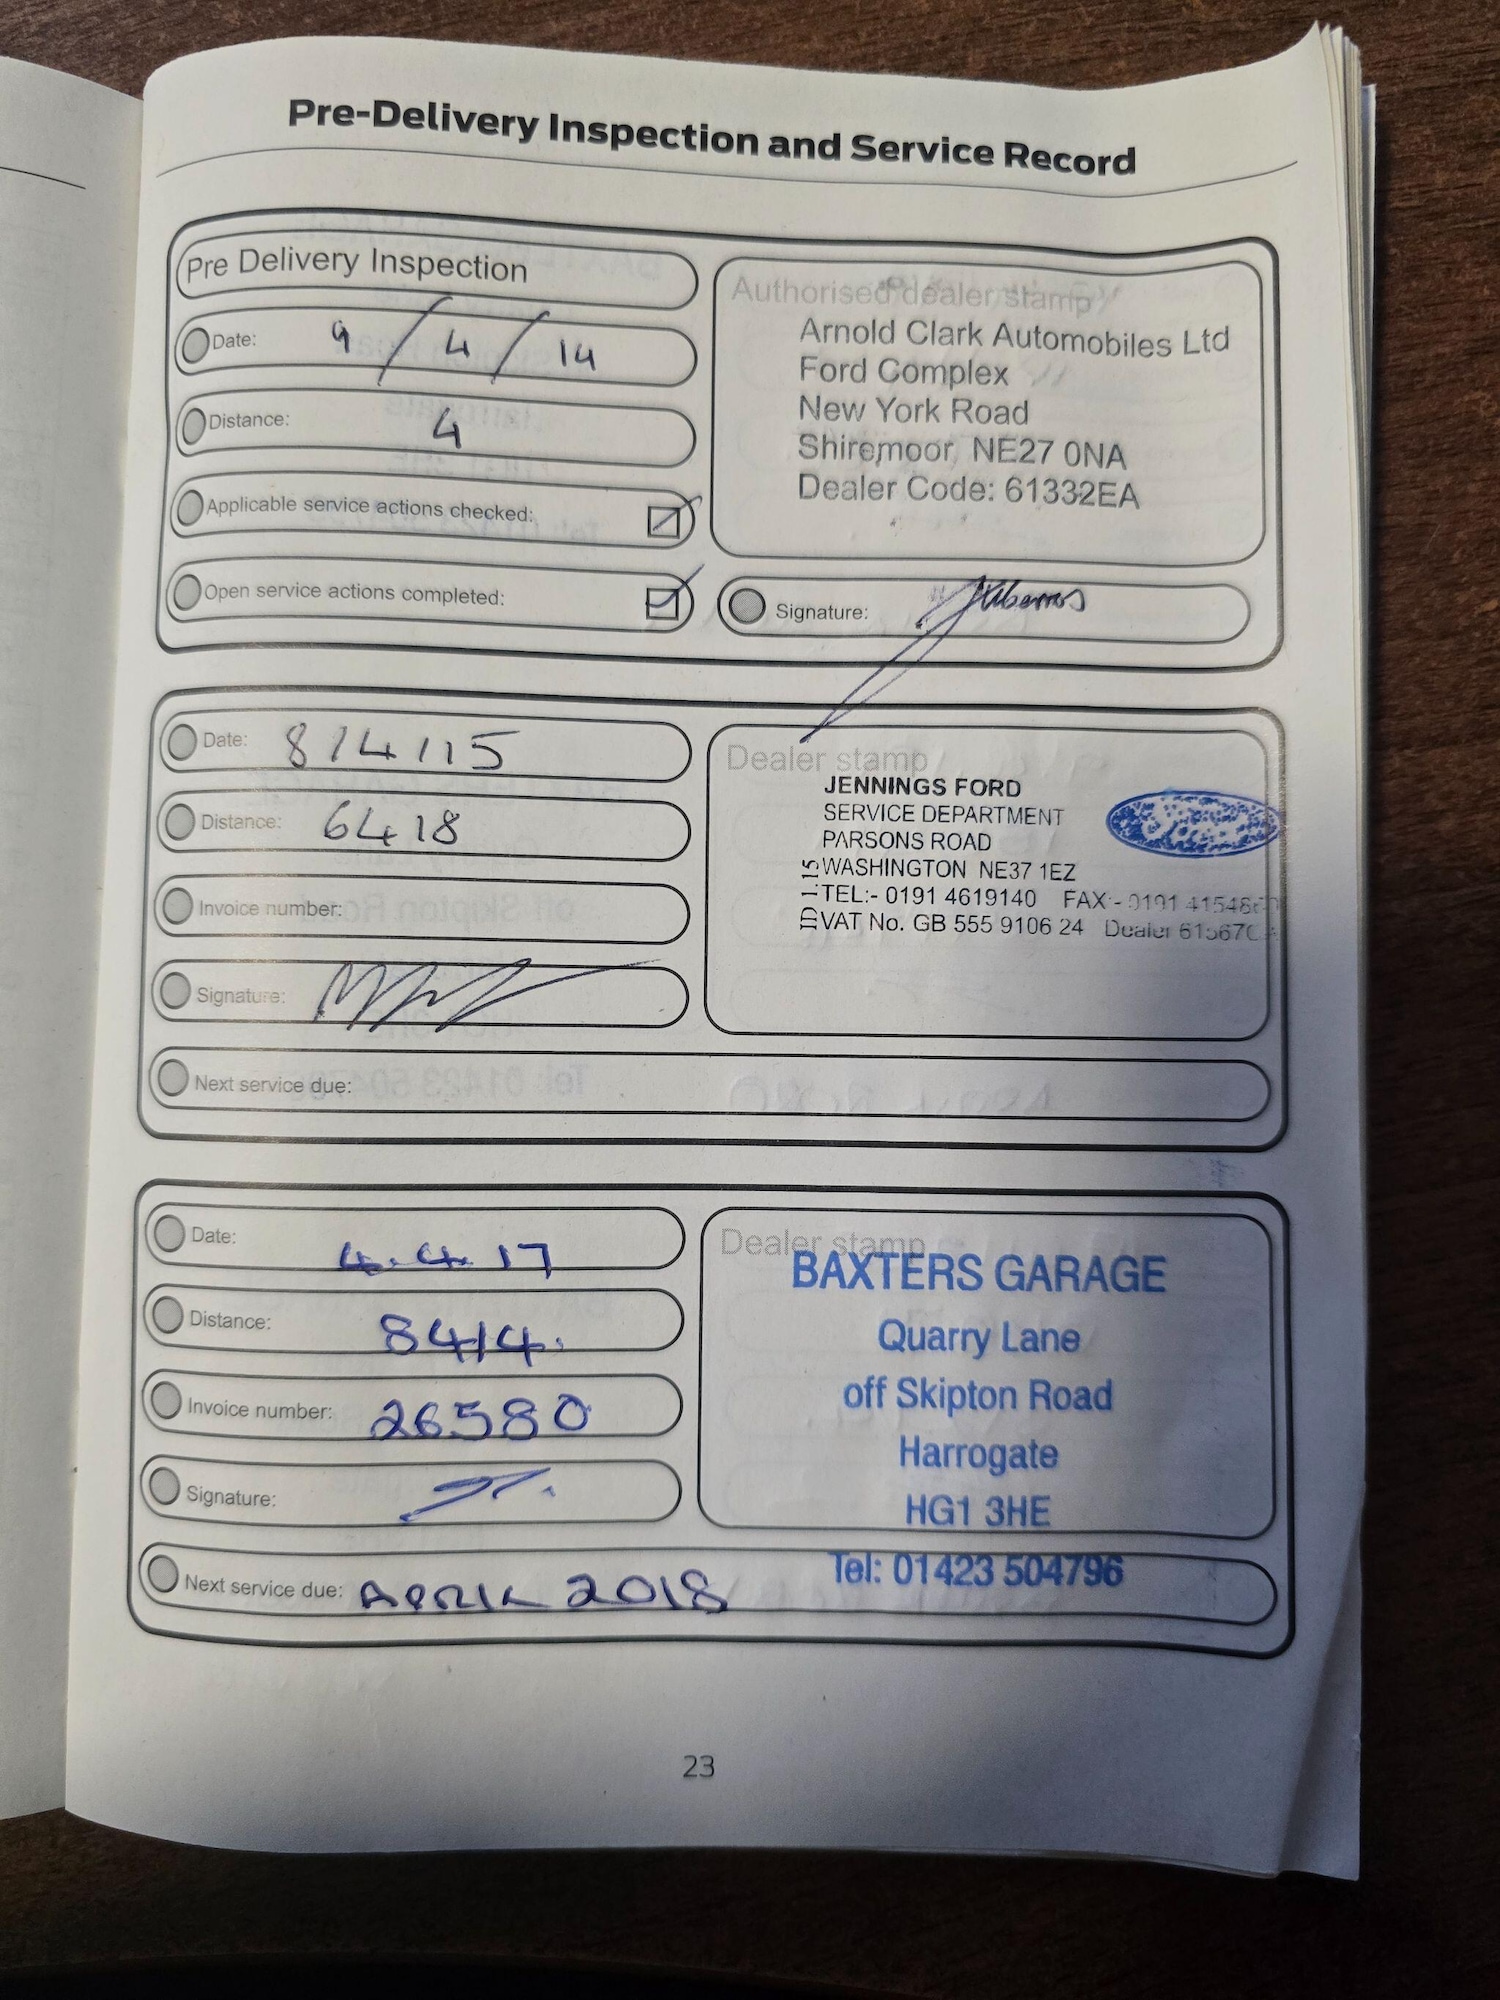 Pre-Delivery Inspection and Service Record
Pre Delivery Inspection
Date: 9 / 4 / 14
Distance: 4
Applicable service actions checked:
Open service actions completed:
Authorised dealer stamp
Arnold Clark Automobiles Ltd
Ford Complex
New York Road
Shiremoor, NE27 0NA
Dealer Code: 61332EA
Signature:
Date: 8/4/15
Distance: 6418
Invoice number:
Signature:
Next service due:
Dealer stamp
JENNINGS FORD
SERVICE DEPARTMENT
PARSONS ROAD
WASHINGTON NE37 1EZ
TEL:- 0191 4619140 FAX:- 0191
VAT No. GB 555 9106 24 Dealer
Date: 4.4.17
Distance: 8414.
Invoice number: 26580
Signature:
Next service due: APRIL 2018
Dealer stamp
BAXTERS GARAGE
Quarry Lane
off Skipton Road
Harrogate
HG1 3HE
Tel: 01423 504796
23